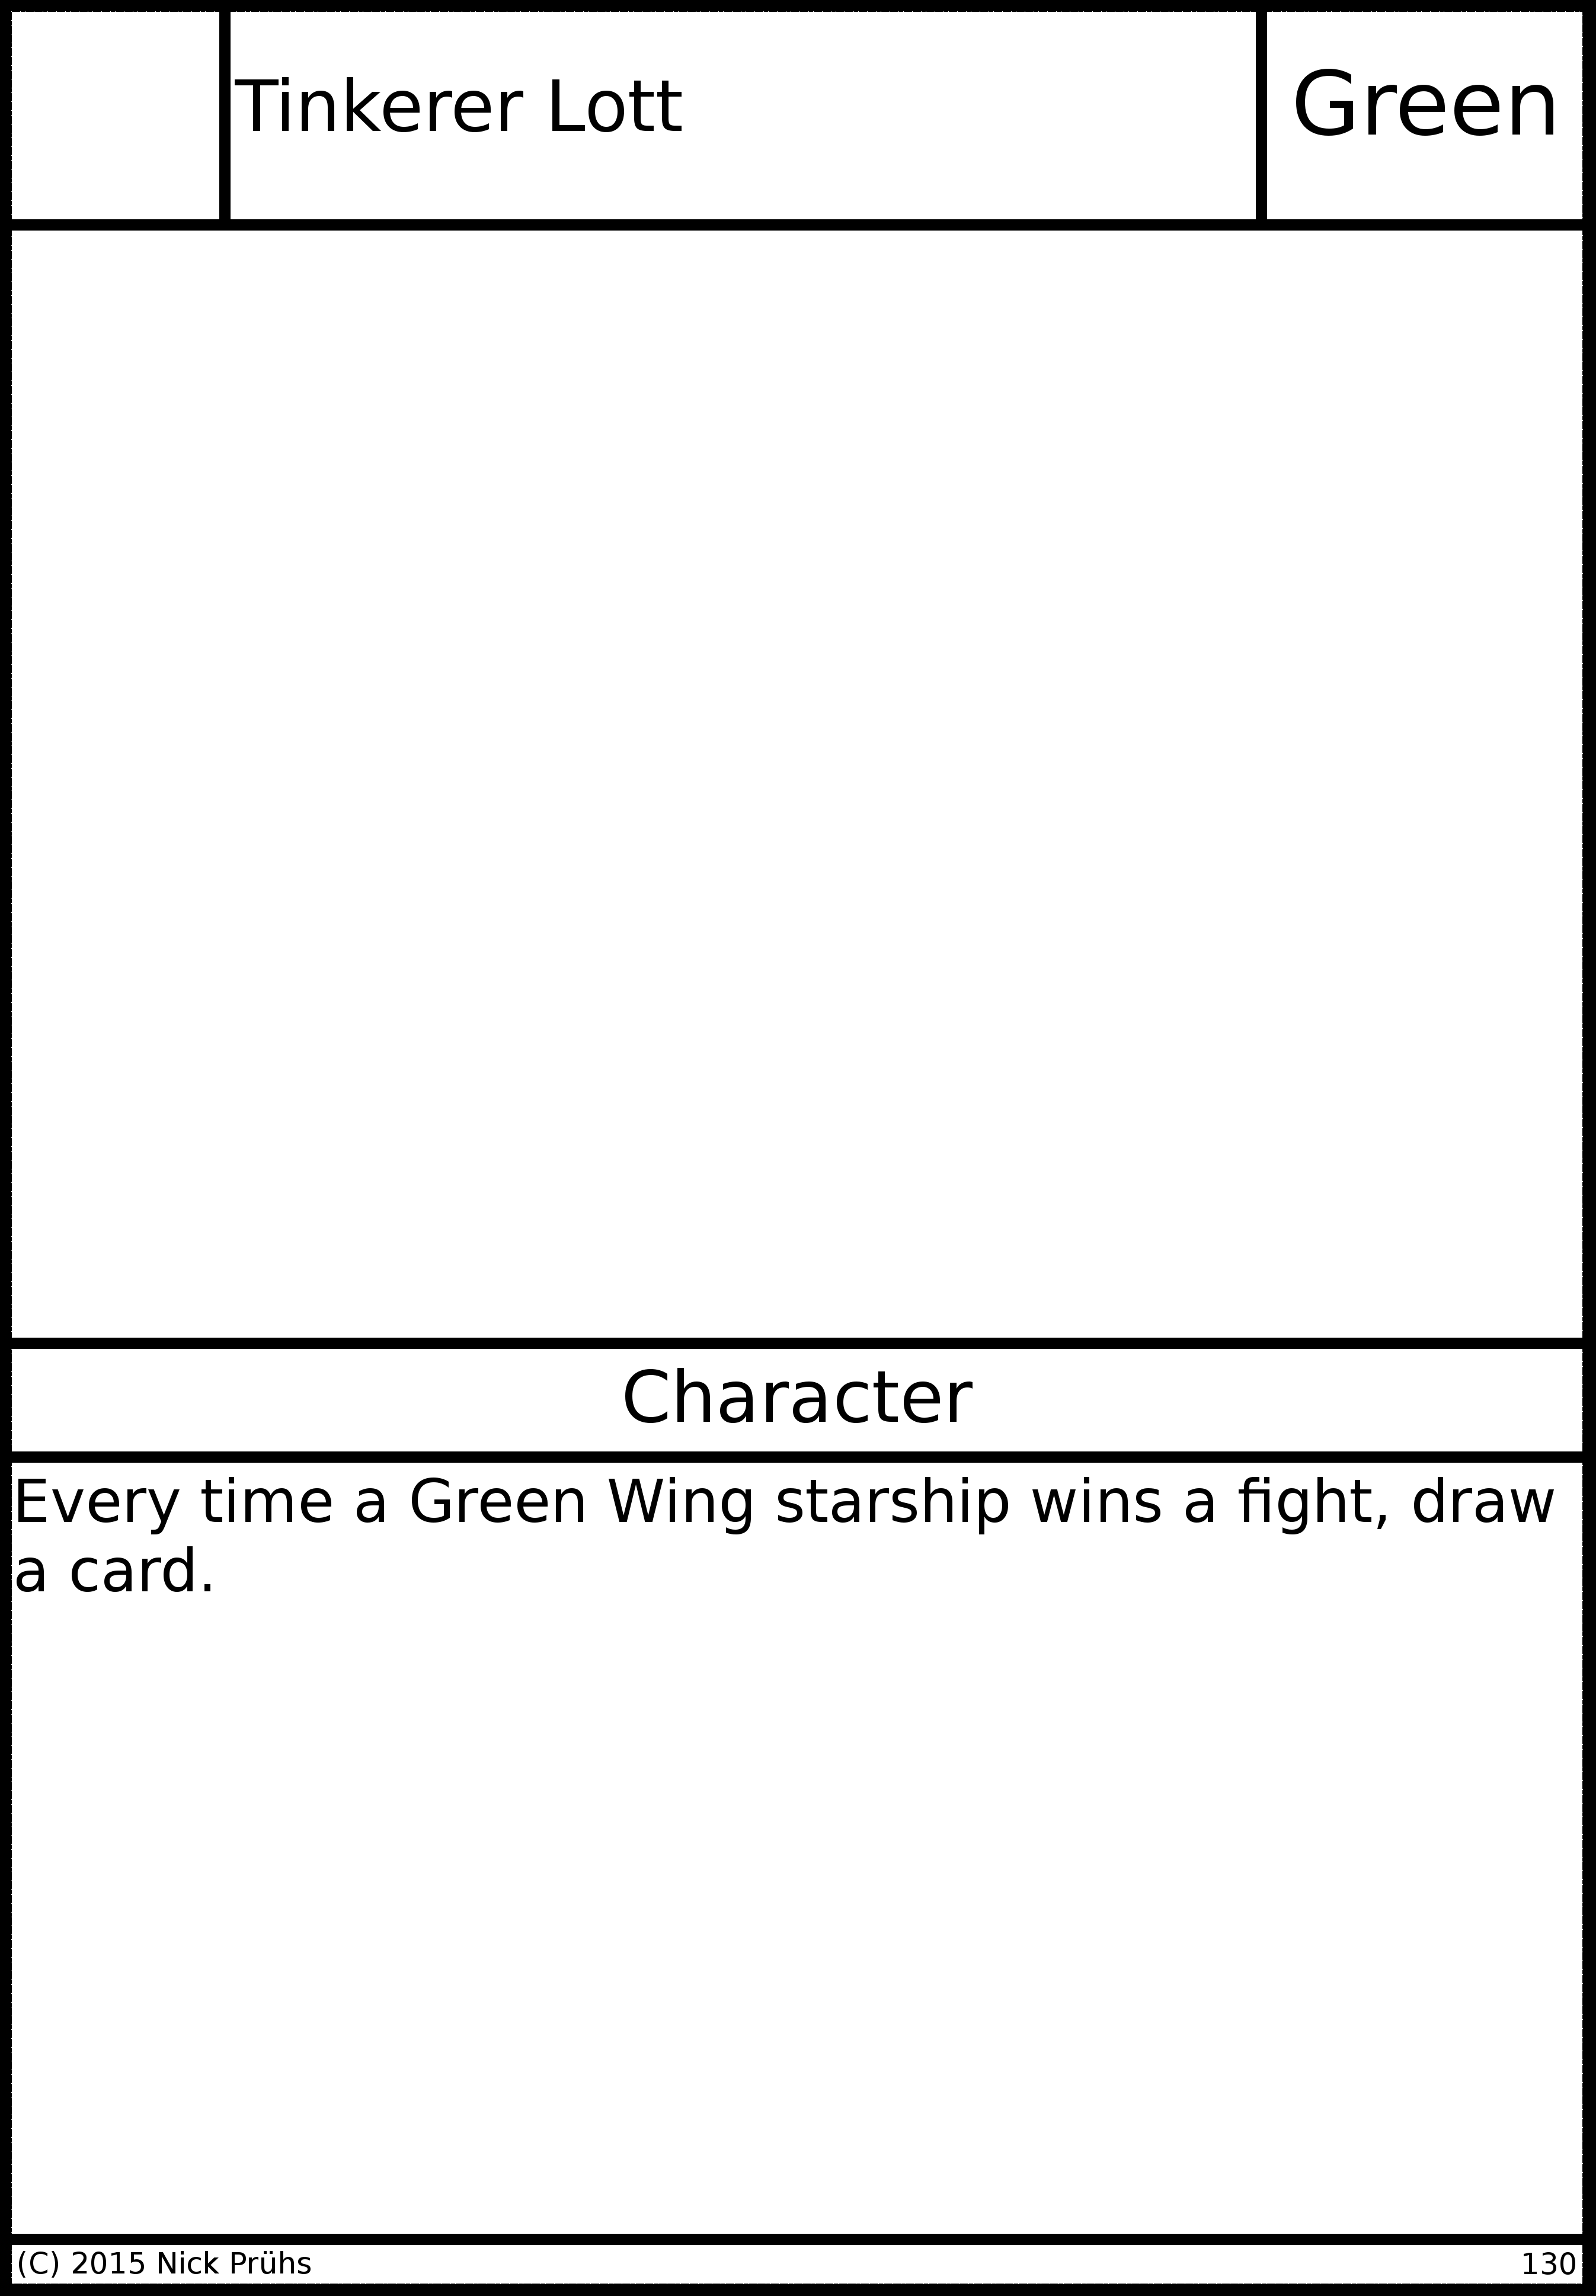 Tinkerer Lott
Green
Character
Every time a Green Wing starship wins a fight, draw
a card.
(C) 2015 Nick Prühs
130